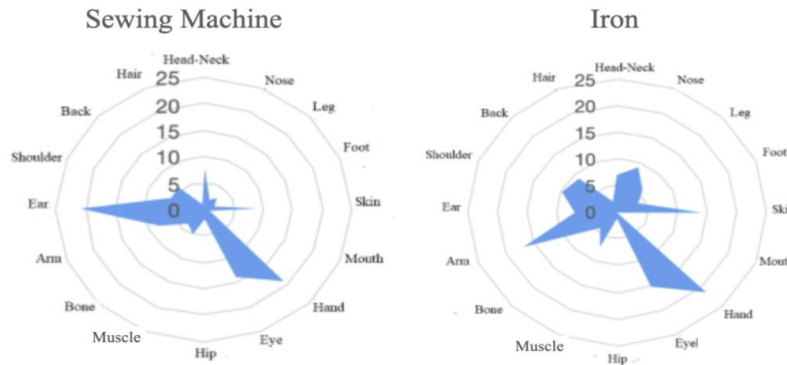 Sewing Machine
Head-Neck
Nose
Leg
Foot
Skin
Mouth
Hand
Eye
Hip
Muscle
Bone
Arm
Ear
Shoulder
Back
Hair
25
20
15
10
5
0
Iron
Head-Neck
Nose
Leg
Foot
Ski
Mout
Hand
Eyel
Hip
Muscle
Bone
Arm
Ear
Shoulder
Back
Hair
25
20
15
10
5
0